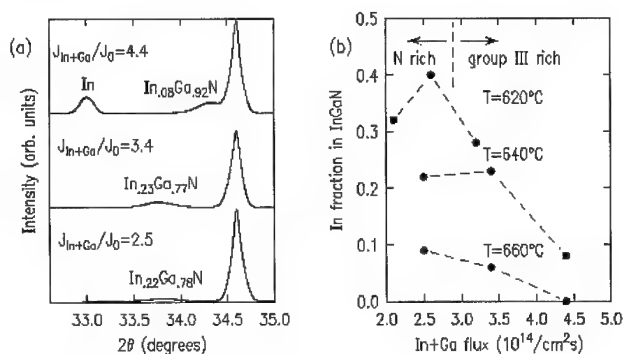 (a)
J_In+Ga/J_0=4.4
In
In.08Ga.92N
J_In+Ga/J_0=3.4
In.23Ga.77N
J_In+Ga/J_0=2.5
In.22Ga.78N
Intensity (arb. units)
33.0 33.5 34.0 34.5 35.0
2θ (degrees)
(b)
N rich group III rich
T=620°C
T=640°C
T=660°C
In fraction in InGaN
0.5
0.4
0.3
0.2
0.1
0.0
2.0 2.5 3.0 3.5 4.0 4.5 5.0
In+Ga flux (10¹⁴/cm²s)